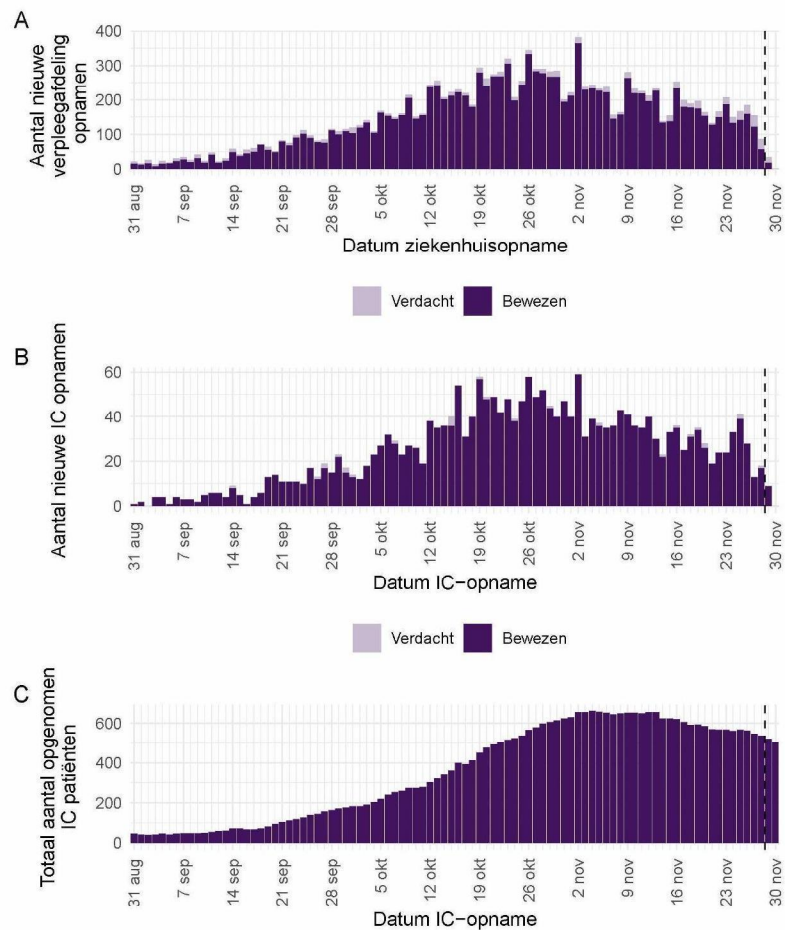 A
Aantal nieuwe
verpleegafdeling
opnamen
400
300
200
100
0
31 aug
7 sep
14 sep
21 sep
28 sep
5 okt
12 okt
19 okt
26 okt
2 nov
9 nov
16 nov
23 nov
30 nov
Datum ziekenhuisopname
Verdacht
Bewezen
B
Aantal nieuwe IC opnamen
60
40
20
0
31 aug
7 sep
14 sep
21 sep
28 sep
5 okt
12 okt
19 okt
26 okt
2 nov
9 nov
16 nov
23 nov
30 nov
Datum IC−opname
Verdacht
Bewezen
C
Totaal aantal opgenomen
IC patiënten
600
400
200
0
31 aug
7 sep
14 sep
21 sep
28 sep
5 okt
12 okt
19 okt
26 okt
2 nov
9 nov
16 nov
23 nov
30 nov
Datum IC−opname